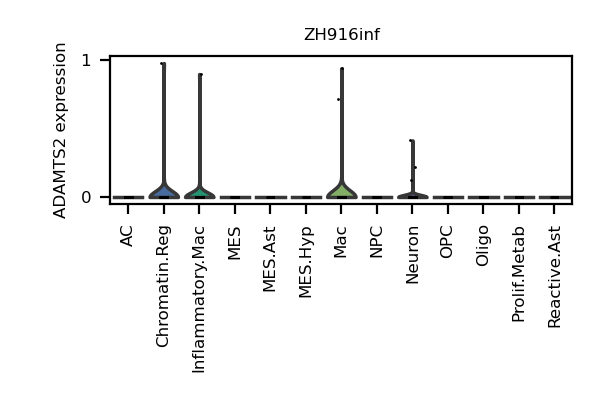 ZH916inf
ADAMTS2 expression
1
0
AC
Chromatin.Reg
Inflammatory.Mac
MES
MES.Ast
MES.Hyp
Mac
NPC
Neuron
OPC
Oligo
Prolif.Metab
Reactive.Ast